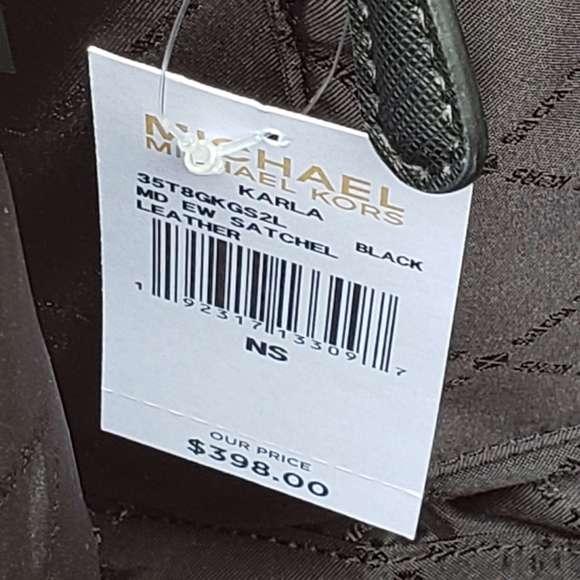 MICHAEL
MICHAEL KORS
KARLA
35T8GKGS2L
MD EW SATCHEL BLACK
LEATHER
1 92317 13309 7
NS
OUR PRICE
$398.00